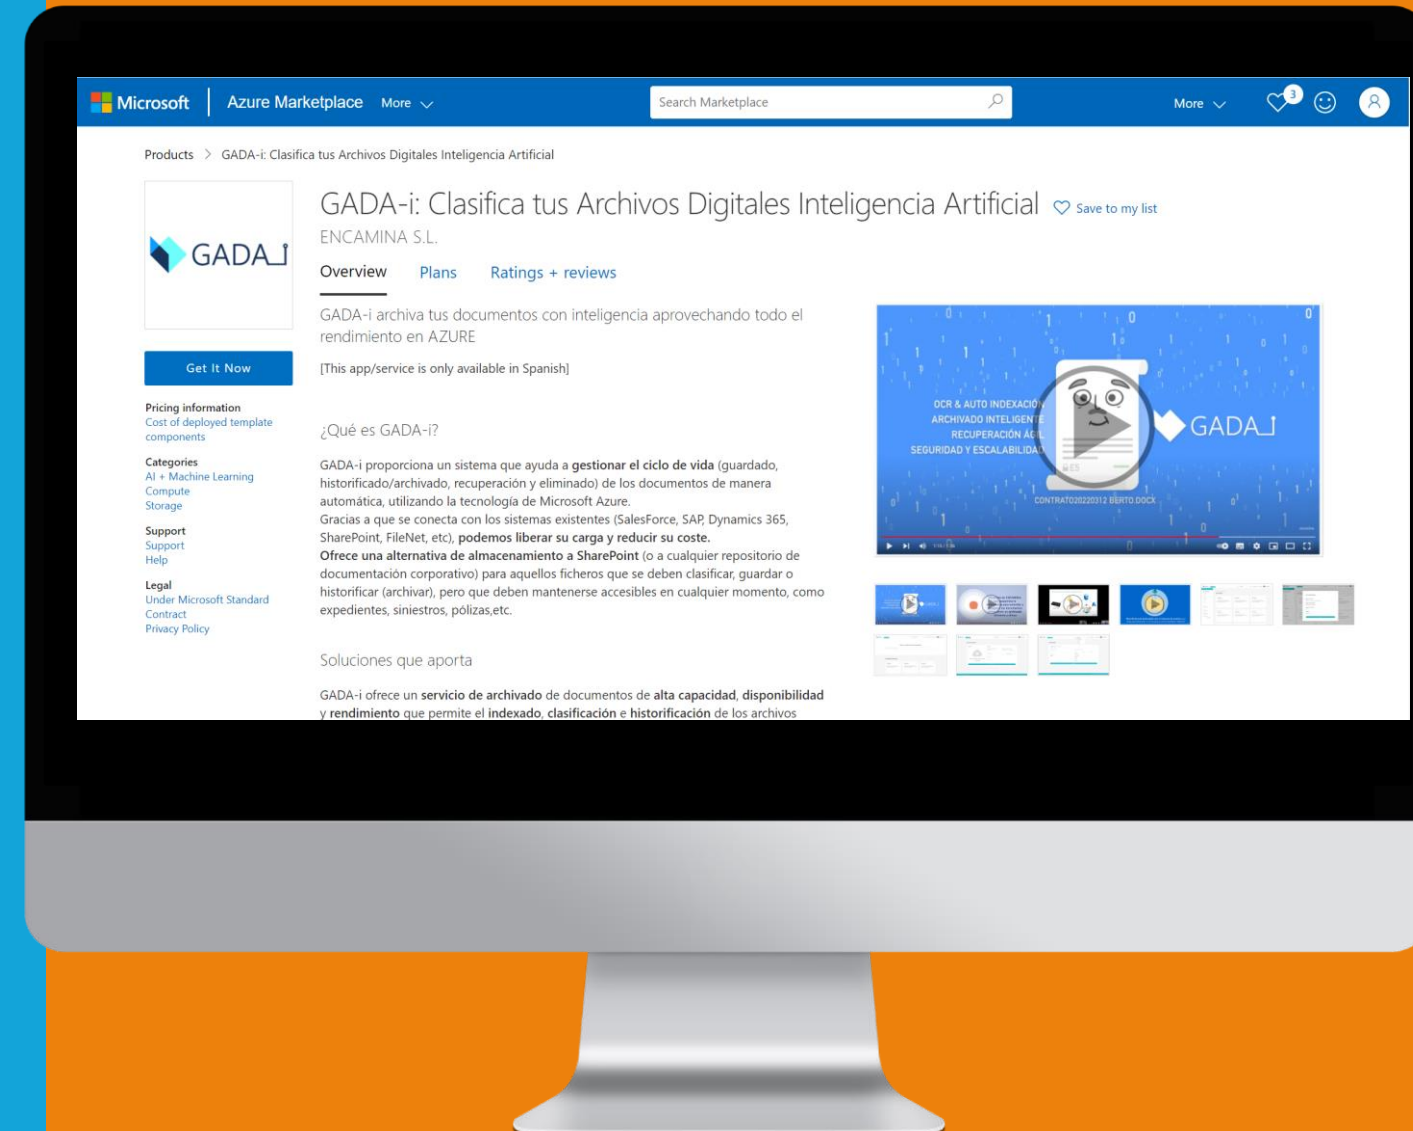 Microsoft
Azure Marketplace
More
Search Marketplace
More
3
Products > GADA-i: Clasifica tus Archivos Digitales Inteligencia Artificial
GADA_i
Get It Now
Pricing information
Cost of deployed template
components
Categories
AI + Machine Learning
Compute
Storage
Support
Support
Help
Legal
Under Microsoft Standard
Contract
Privacy Policy
GADA-i: Clasifica tus Archivos Digitales Inteligencia Artificial
Save to my list
ENCAMINA S.L.
Overview
Plans
Ratings + reviews
GADA-i archiva tus documentos con inteligencia aprovechando todo el
rendimiento en AZURE
[This app/service is only available in Spanish]
¿Qué es GADA-i?
GADA-i proporciona un sistema que ayuda a gestionar el ciclo de vida (guardado,
historificado/archivado, recuperación y eliminado) de los documentos de manera
automática, utilizando la tecnología de Microsoft Azure.
Gracias a que se conecta con los sistemas existentes (SalesForce, SAP, Dynamics 365,
SharePoint, FileNet, etc), podemos liberar su carga y reducir su coste.
Ofrece una alternativa de almacenamiento a SharePoint (o a cualquier repositorio de
documentación corporativo) para aquellos ficheros que se deben clasificar, guardar o
historificar (archivar), pero que deben mantenerse accesibles en cualquier momento, como
expedientes, siniestros, pólizas,etc.
Soluciones que aporta
GADA-i ofrece un servicio de archivado de documentos de alta capacidad, disponibilidad
y rendimiento que permite el indexado, clasificación e historificación de los archivos
OCR & AUTO INDEXACIÓN
ARCHIVADO INTELIGENTE
RECUPERACIÓN ÁGIL
SEGURIDAD Y ESCALABILIDAD
GADA_i
CONTRATO20220312 BERTO.DOCX